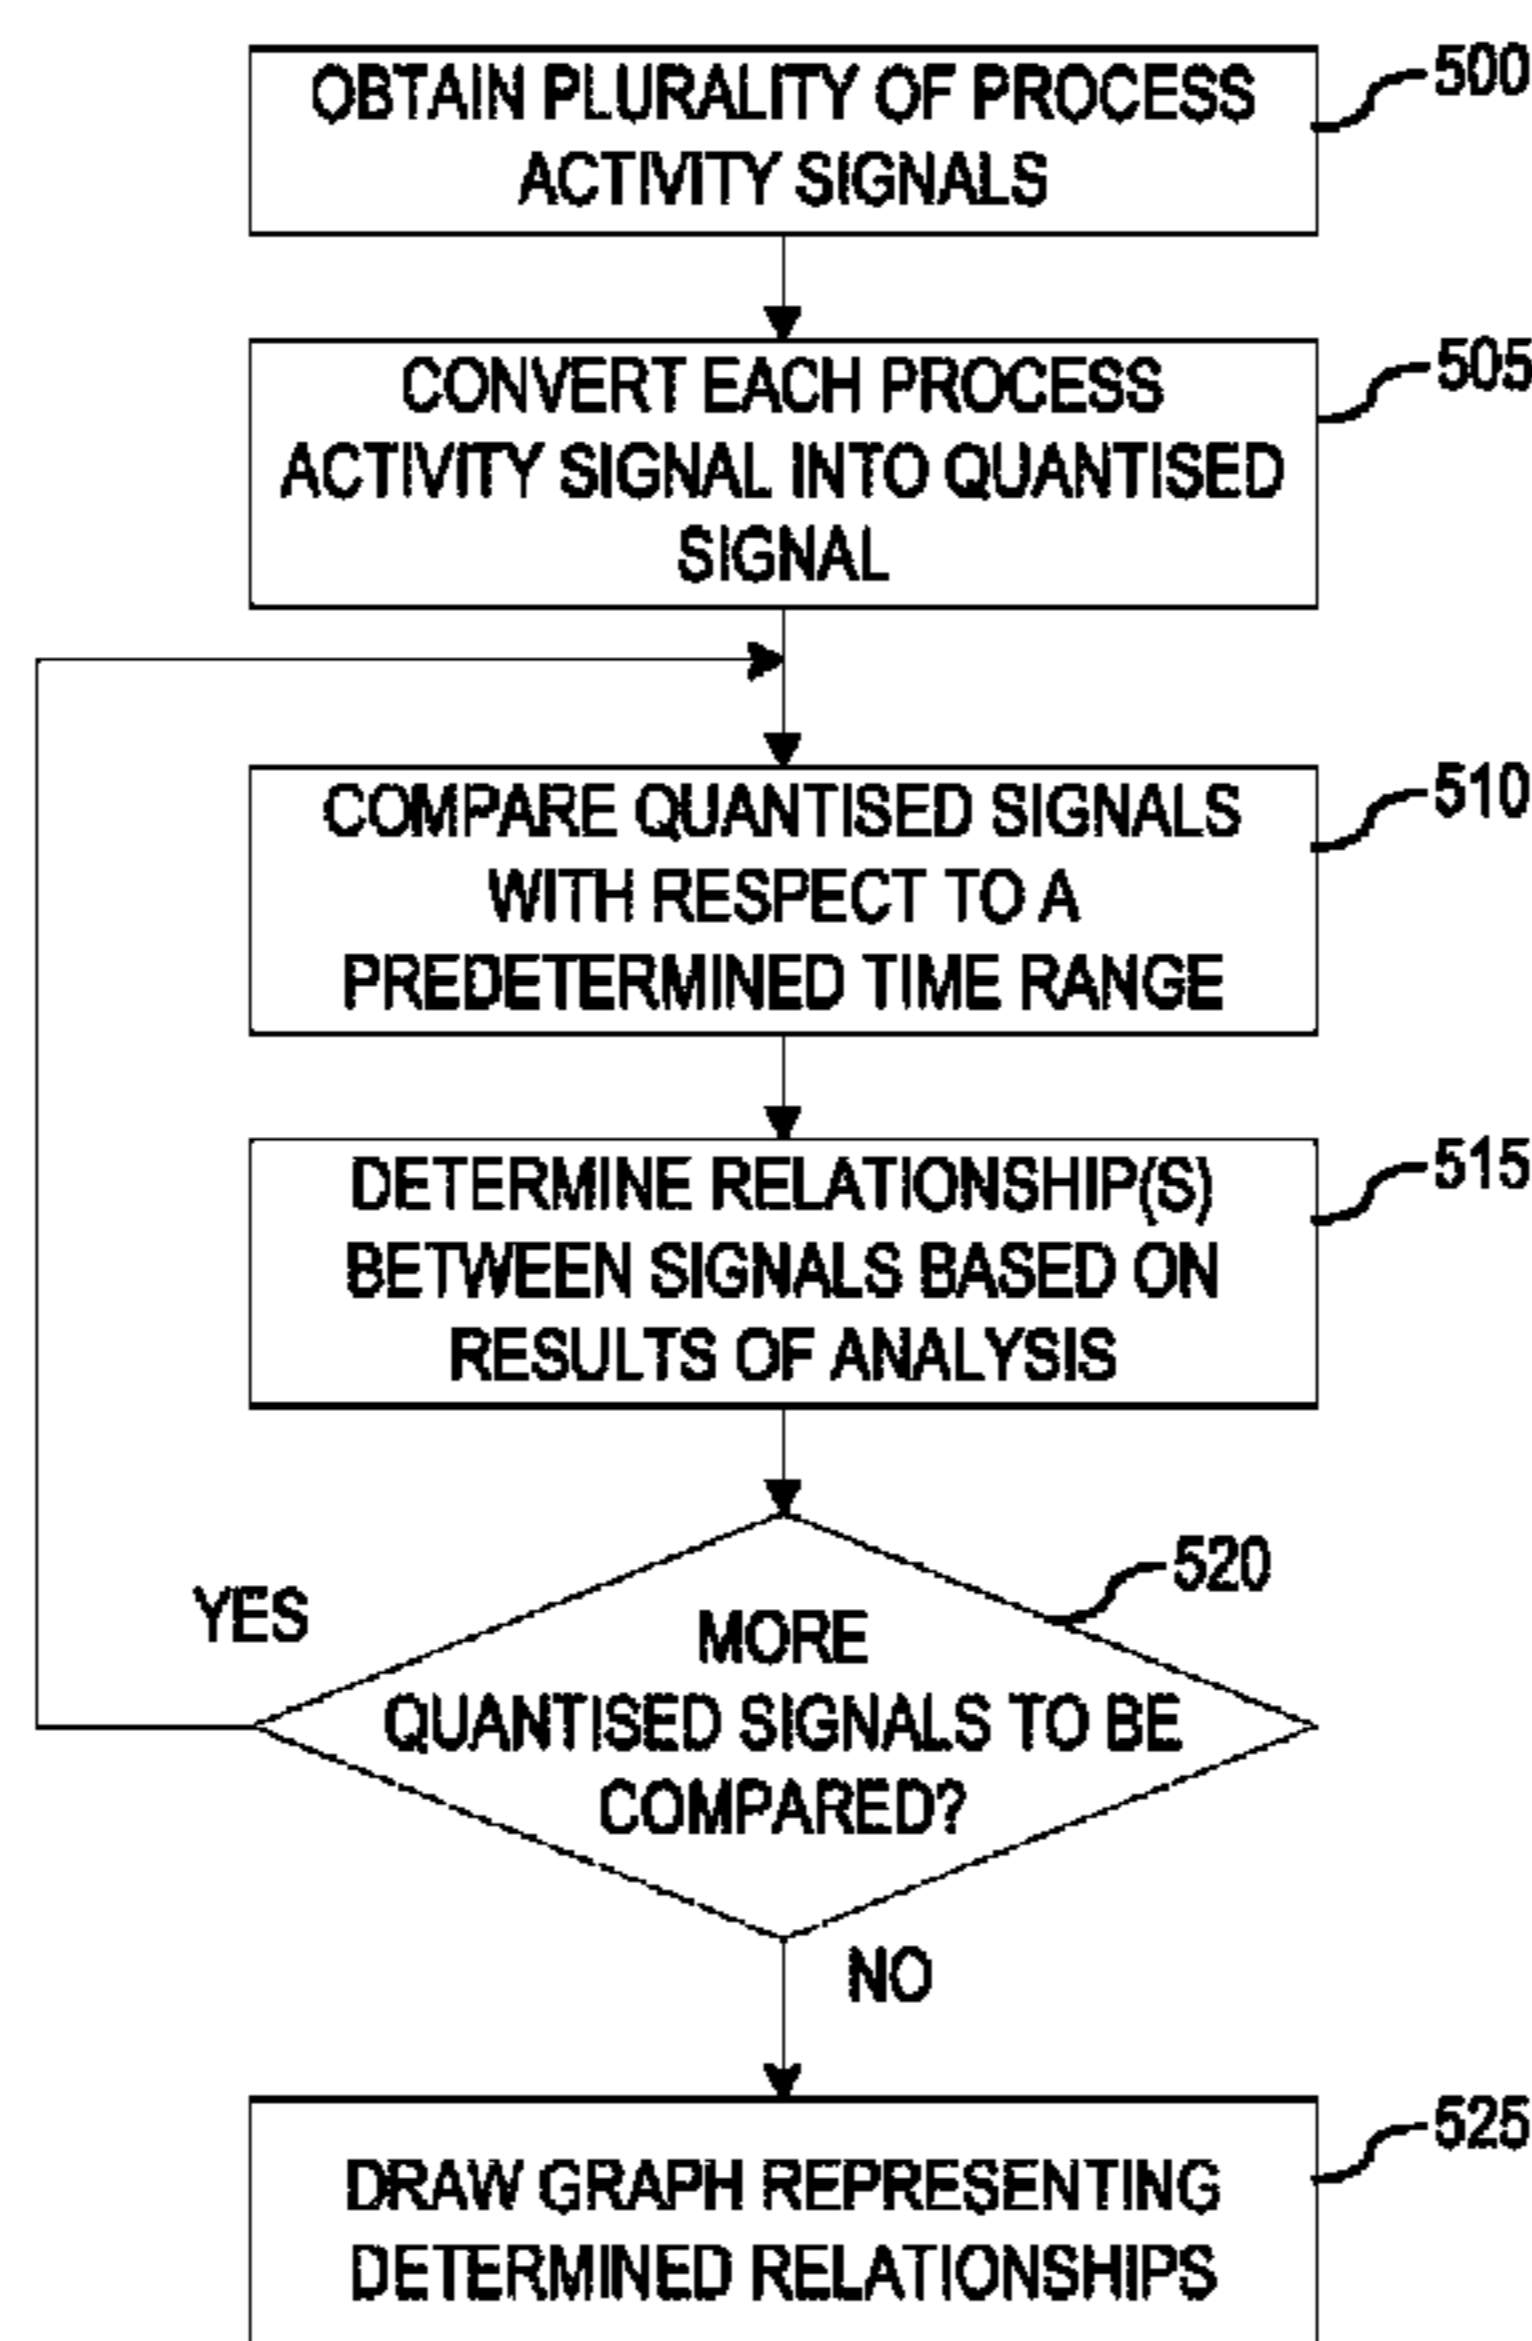 OBTAIN PLURALITY OF PROCESS
ACTIVITY SIGNALS
500
CONVERT EACH PROCESS
ACTIVITY SIGNAL INTO QUANTISED
SIGNAL
505
COMPARE QUANTISED SIGNALS
WITH RESPECT TO A
PREDETERMINED TIME RANGE
510
DETERMINE RELATIONSHIP(S)
BETWEEN SIGNALS BASED ON
RESULTS OF ANALYSIS
515
520
YES
MORE
QUANTISED SIGNALS TO BE
COMPARED?
NO
525
DRAW GRAPH REPRESENTING
DETERMINED RELATIONSHIPS